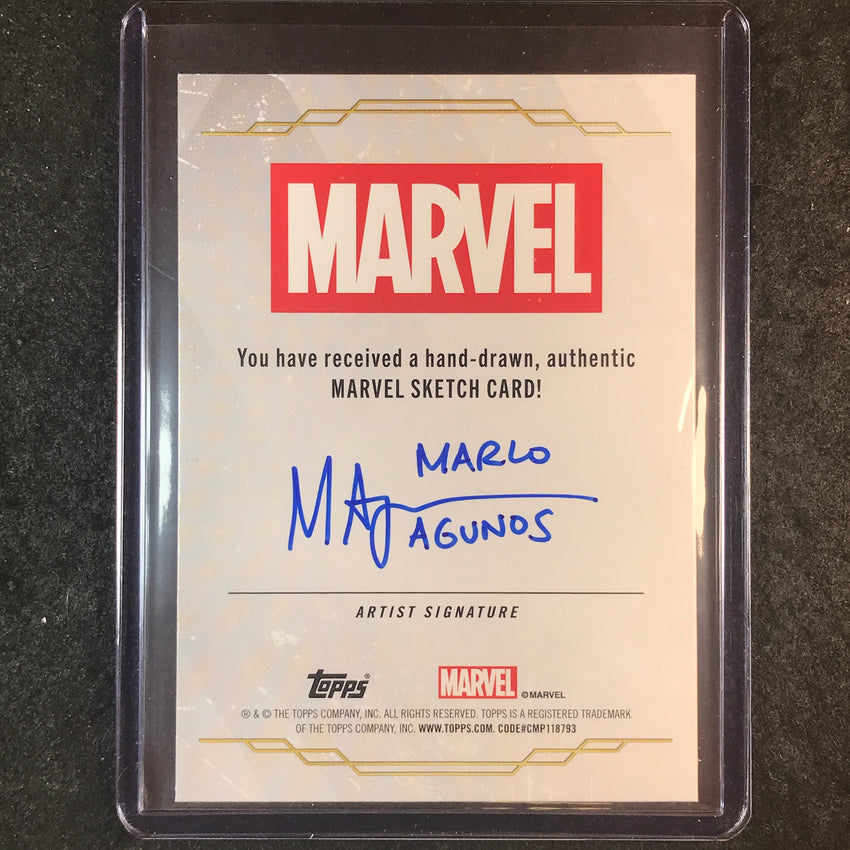 MARVEL
You have received a hand-drawn, authentic
MARVEL SKETCH CARD!
MARLO
MAg
AGUNOS
ARTIST SIGNATURE
topps®
MARVEL ©MARVEL
® & © THE TOPPS COMPANY, INC. ALL RIGHTS RESERVED. TOPPS IS A REGISTERED TRADEMARK
OF THE TOPPS COMPANY, INC. WWW.TOPPS.COM. CODE#CMP118793